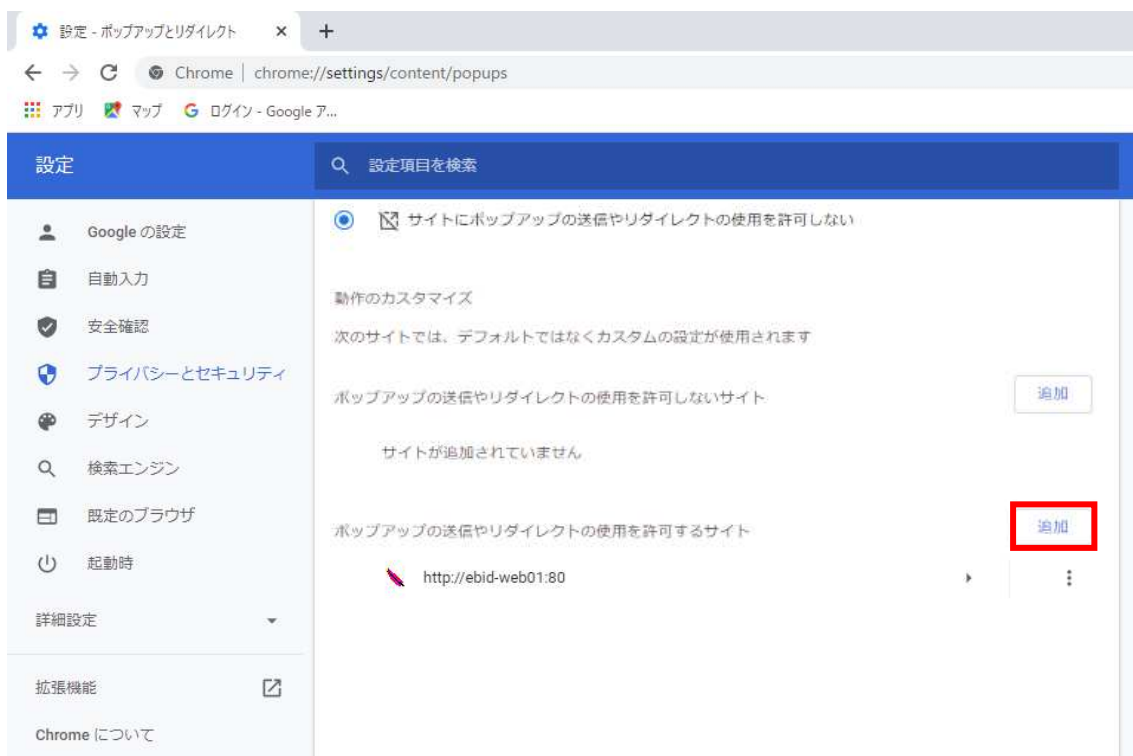 設定 - ポップアップとリダイレクト
Chrome | chrome://settings/content/popups
アプリ マップ ログイン - Google ア...
設定
設定項目を検索
サイトにポップアップの送信やリダイレクトの使用を許可しない
Google の設定
自動入力
動作のカスタマイズ
安全確認
次のサイトでは、デフォルトではなくカスタムの設定が使用されます
プライバシーとセキュリティ
ポップアップの送信やリダイレクトの使用を許可しないサイト 追加
デザイン
サイトが追加されていません
検索エンジン
既定のブラウザ
ポップアップの送信やリダイレクトの使用を許可するサイト 追加
起動時
http://ebid-web01:80
詳細設定
拡張機能
Chrome について